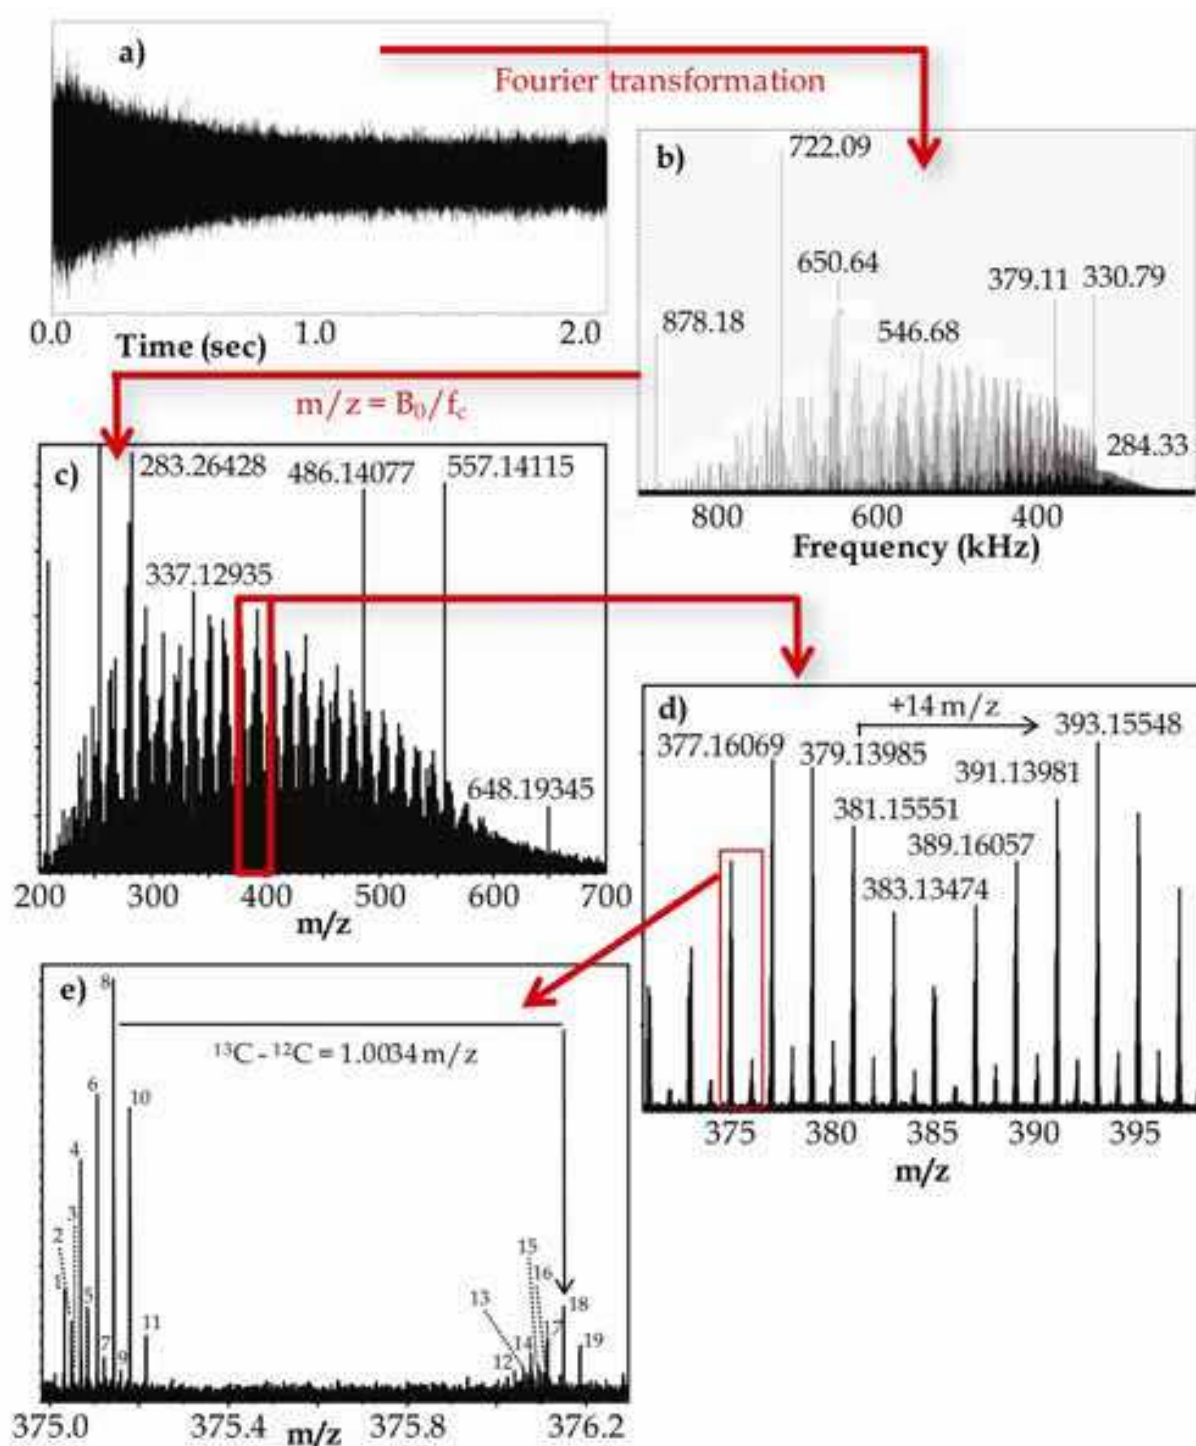 a)
Fourier transformation
0.0 1.0 2.0
Time (sec)
b)
722.09
650.64
379.11 330.79
878.18
546.68
284.33
800 600 400
Frequency (kHz)
m/z = B₀/f_c
c)
283.26428 486.14077 557.14115
337.12935
648.19345
200 300 400 500 600 700
m/z
d)
+14 m/z
377.16069 379.13985 393.15548
391.13981
381.15551
389.16057
383.13474
375 380 385 390 395
m/z
e)
8
¹³C - ¹²C = 1.0034 m/z
6
10
4
3
2
5
11
7
9
15
16
13
18
14
12
19
375.0 375.4 375.8 376.2
m/z